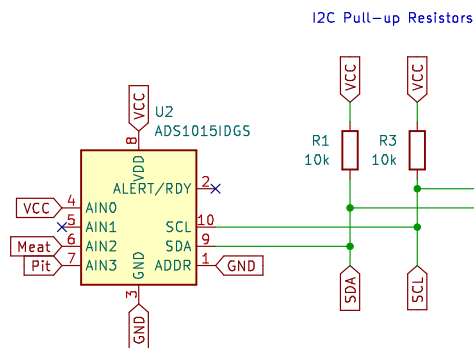 I2C Pull-up Resistors
VCC
VCC
VCC
U2
ADS1015IDGS
8
VDD
R1
10k
R3
10k
ALERT/RDY
2
VCC
4
AIN0
5
AIN1
SCL
10
Meat
6
AIN2
SDA
9
Pit
7
AIN3
GND
ADDR
1
GND
3
GND
SDA
SCL